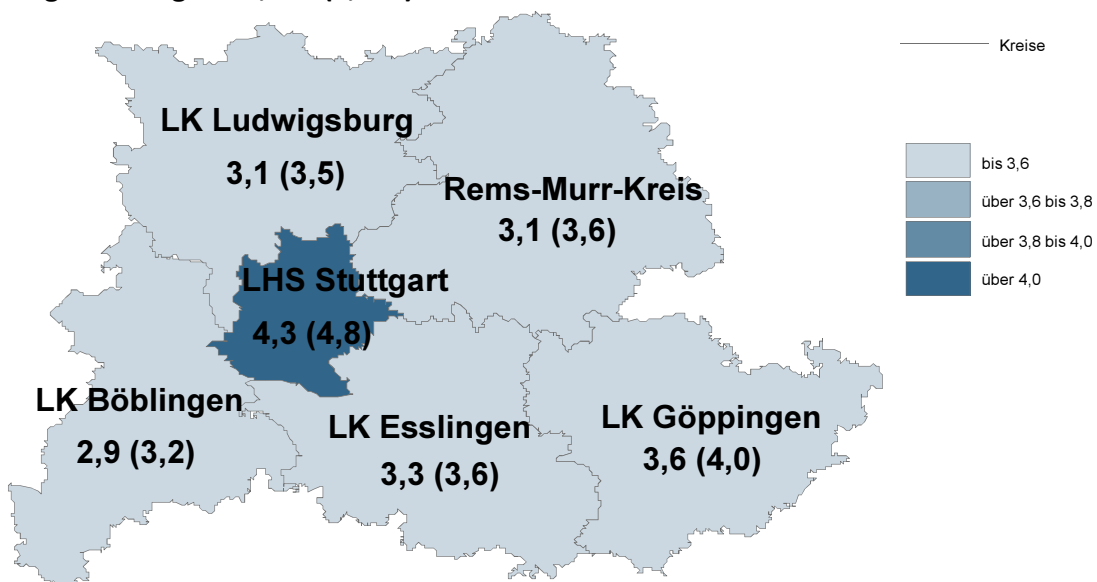 Kreise
LK Ludwigsburg
3,1 (3,5)
Rems-Murr-Kreis
3,1 (3,6)
LHS Stuttgart
4,3 (4,8)
LK Böblingen
2,9 (3,2)
LK Esslingen
3,3 (3,6)
LK Göppingen
3,6 (4,0)
bis 3,6
über 3,6 bis 3,8
über 3,8 bis 4,0
über 4,0